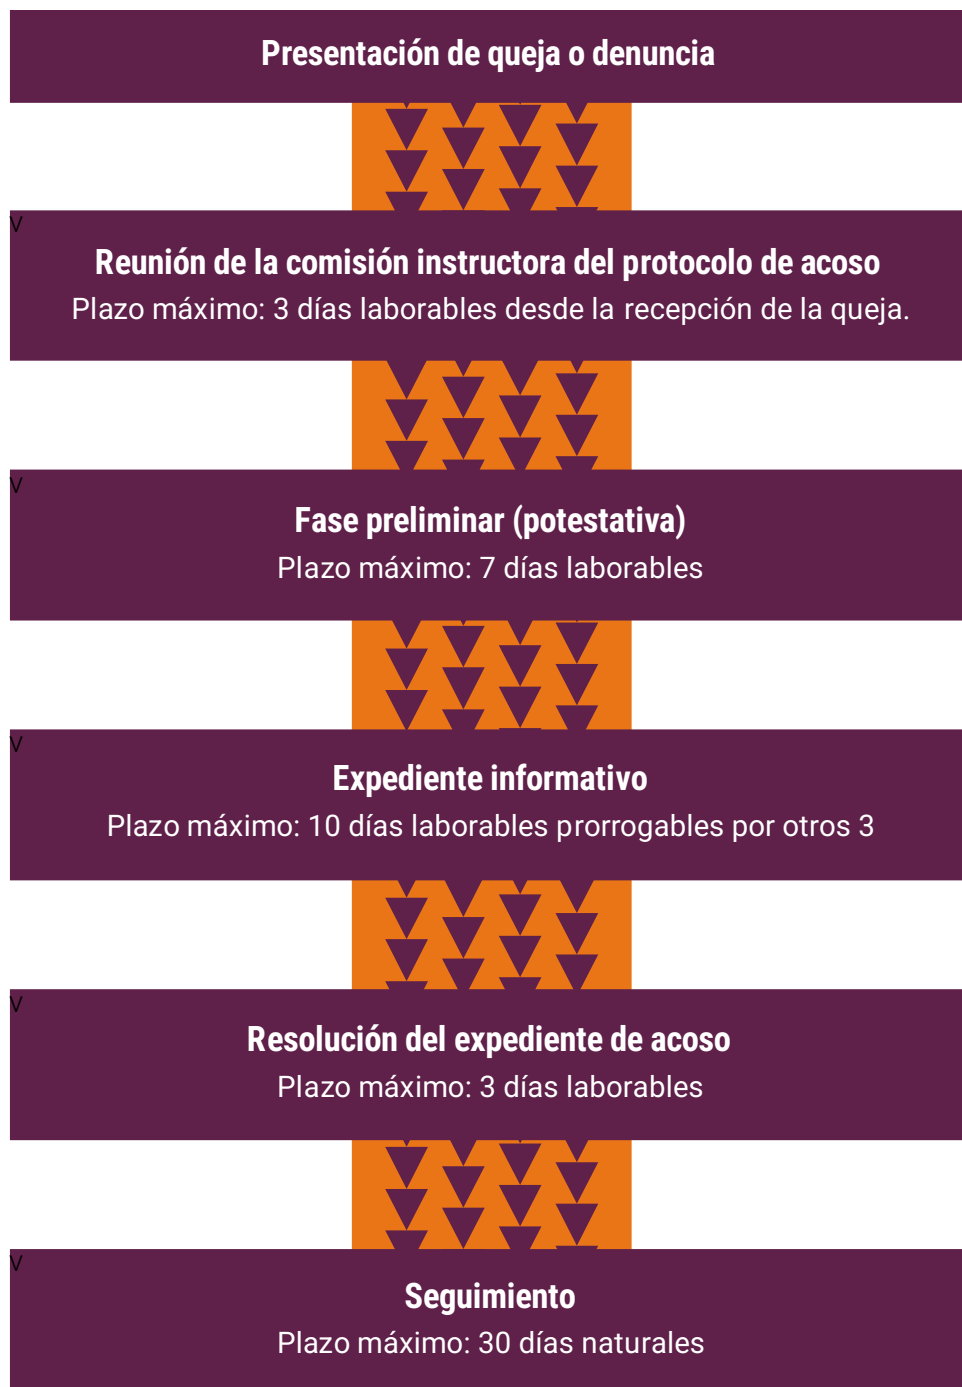 Presentación de queja o denuncia
V
Reunión de la comisión instructora del protocolo de acoso
Plazo máximo: 3 días laborables desde la recepción de la queja.
V
Fase preliminar (potestativa)
Plazo máximo: 7 días laborables
V
Expediente informativo
Plazo máximo: 10 días laborables prorrogables por otros 3
V
Resolución del expediente de acoso
Plazo máximo: 3 días laborables
V
Seguimiento
Plazo máximo: 30 días naturales